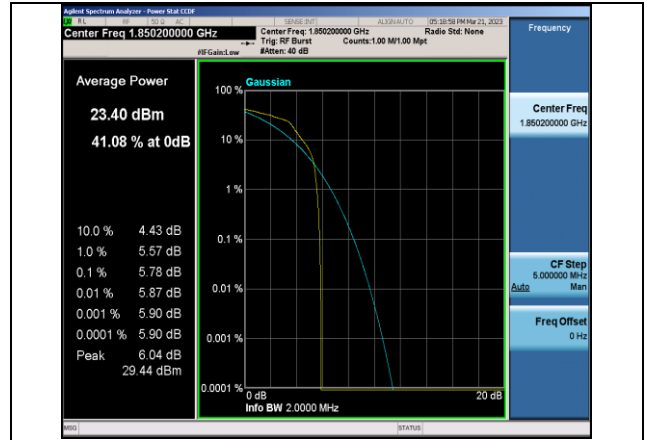 Agilent Spectrum Analyzer - Power Stat CCDF
RL RF 50 Ω AC SENSE:INT ALIGNAUTO 05:18:58 PM Mar 21, 2023
Center Freq 1.850200000 GHz
Center Freq: 1.850200000 GHz Radio Std: None
Trig: RF Burst Counts:1.00 M/1.00 Mpt
#IFGain:Low #Atten: 40 dB
Frequency
Average Power
23.40 dBm
41.08 % at 0dB
10.0 % 4.43 dB
1.0 % 5.57 dB
0.1 % 5.78 dB
0.01 % 5.87 dB
0.001 % 5.90 dB
0.0001 % 5.90 dB
Peak 6.04 dB
29.44 dBm
Gaussian
100 %
10 %
1 %
0.1 %
0.01 %
0.001 %
0.0001 %
0 dB 20 dB
Info BW 2.0000 MHz
Center Freq
1.850200000 GHz
CF Step
5.000000 MHz
Auto Man
Freq Offset
0 Hz
MSG STATUS